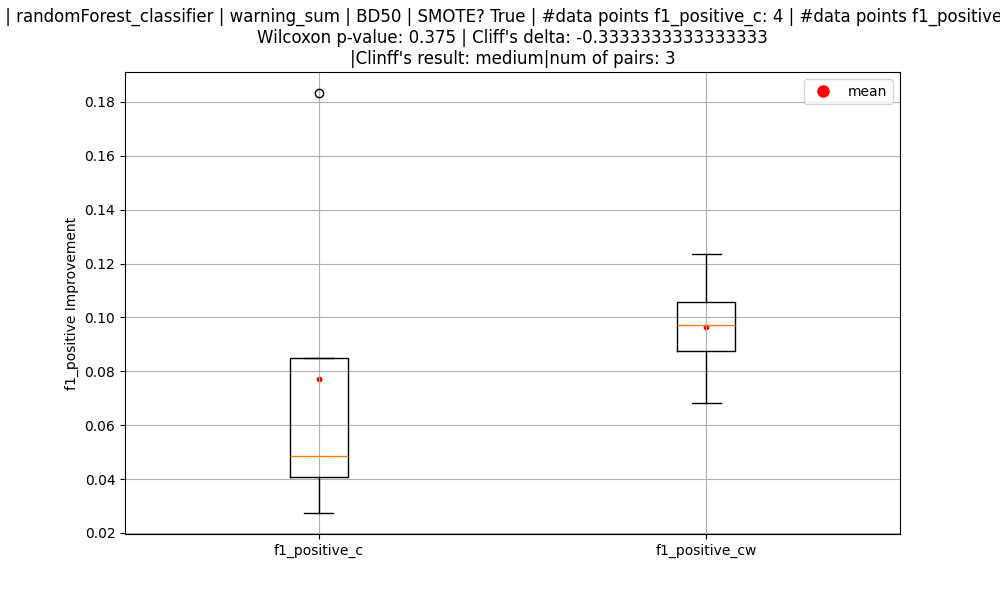 | randomForest_classifier | warning_sum | BD50 | SMOTE? True | #data points f1_positive_c: 4 | #data points f1_positive
Wilcoxon p-value: 0.375 | Cliff's delta: -0.3333333333333333
|Clinff's result: medium|num of pairs: 3
mean
0.18
0.16
0.14
0.12
0.10
0.08
0.06
0.04
0.02
f1_positive Improvement
f1_positive_c
f1_positive_cw